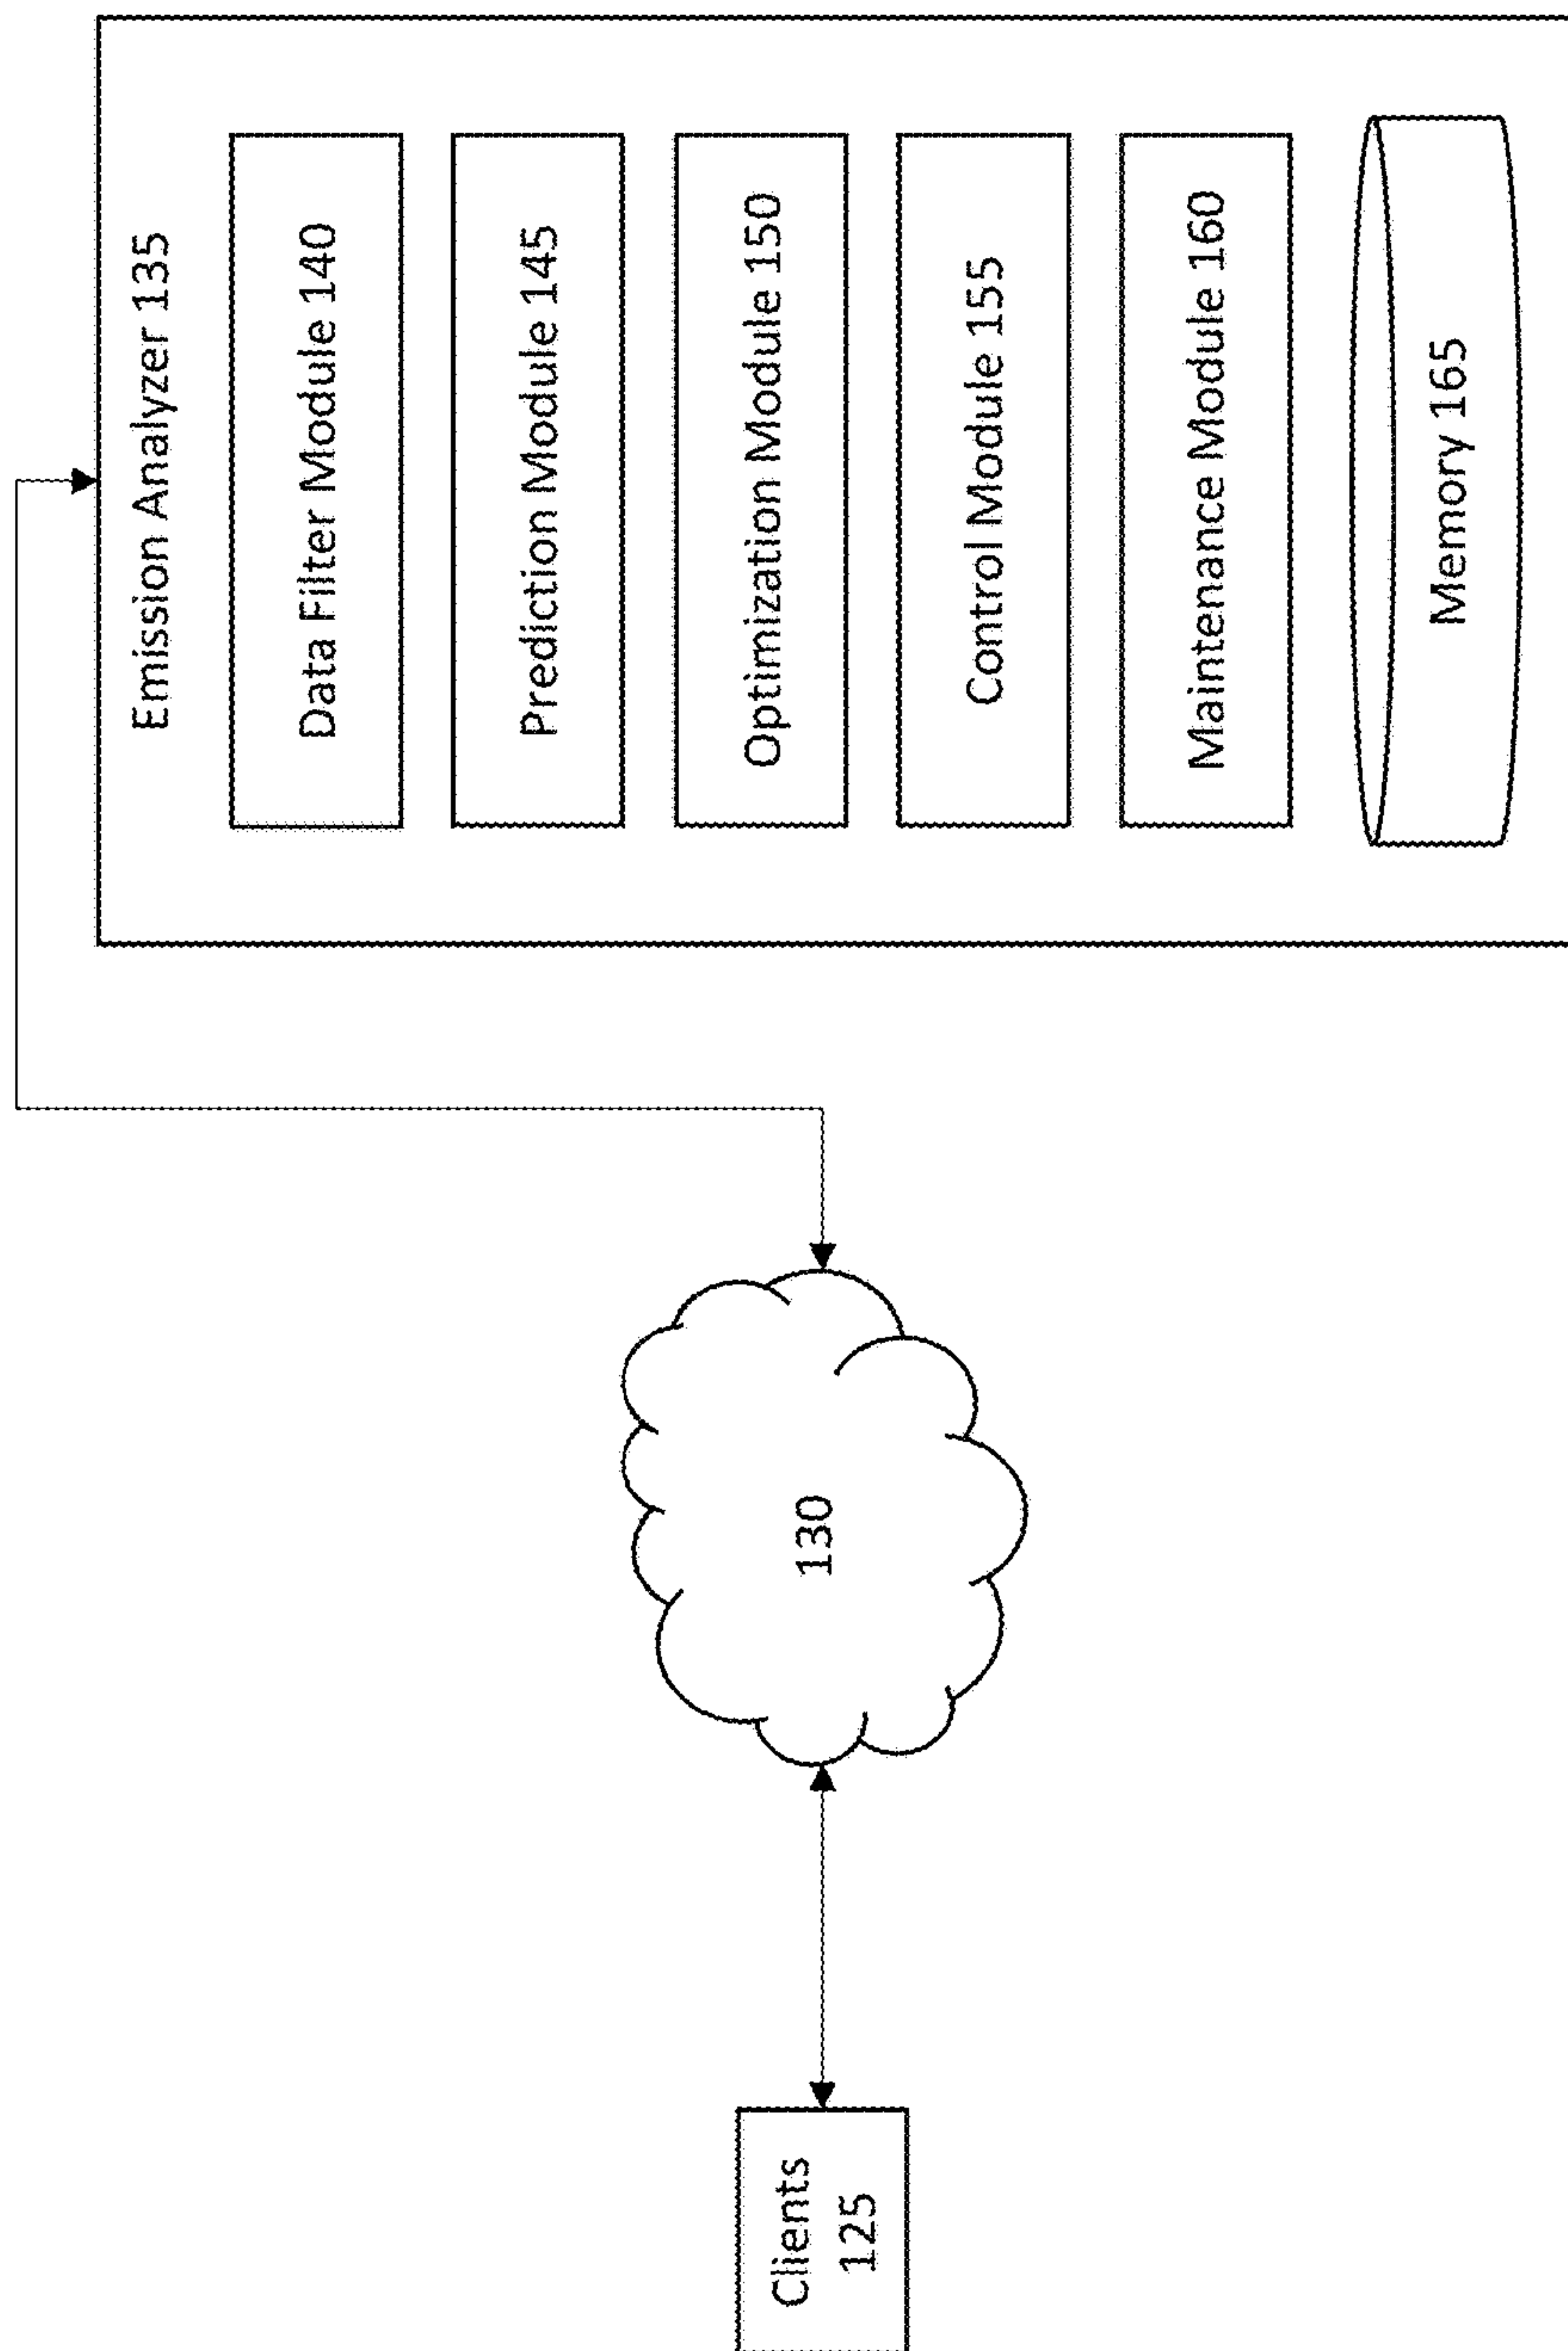 Clients
125
130
Emission Analyzer 135
Data Filter Module 140
Prediction Module 145
Optimization Module 150
Control Module 155
Maintenance Module 160
Memory 165